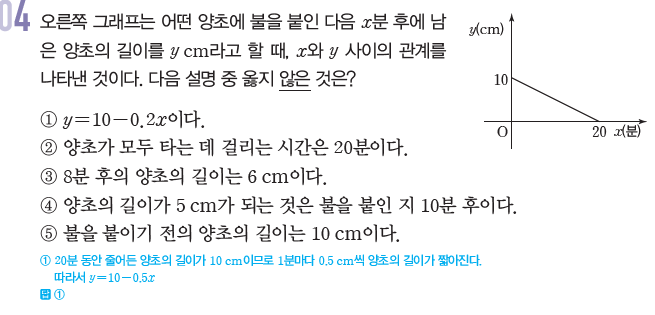 04 오른쪽 그래프는 어떤 양초에 불을 붙인 다음 x분 후에 남
은 양초의 길이를 y cm라고 할 때, x와 y 사이의 관계를
나타낸 것이다. 다음 설명 중 옳지 않은 것은?
y(cm)
10
O 20 x(분)
① y=10-0.2x이다.
② 양초가 모두 타는 데 걸리는 시간은 20분이다.
③ 8분 후의 양초의 길이는 6 cm이다.
④ 양초의 길이가 5 cm가 되는 것은 불을 붙인 지 10분 후이다.
⑤ 불을 붙이기 전의 양초의 길이는 10 cm이다.
① 20분 동안 줄어든 양초의 길이가 10 cm이므로 1분마다 0.5 cm씩 양초의 길이가 짧아진다.
따라서 y=10-0.5x
답 ①